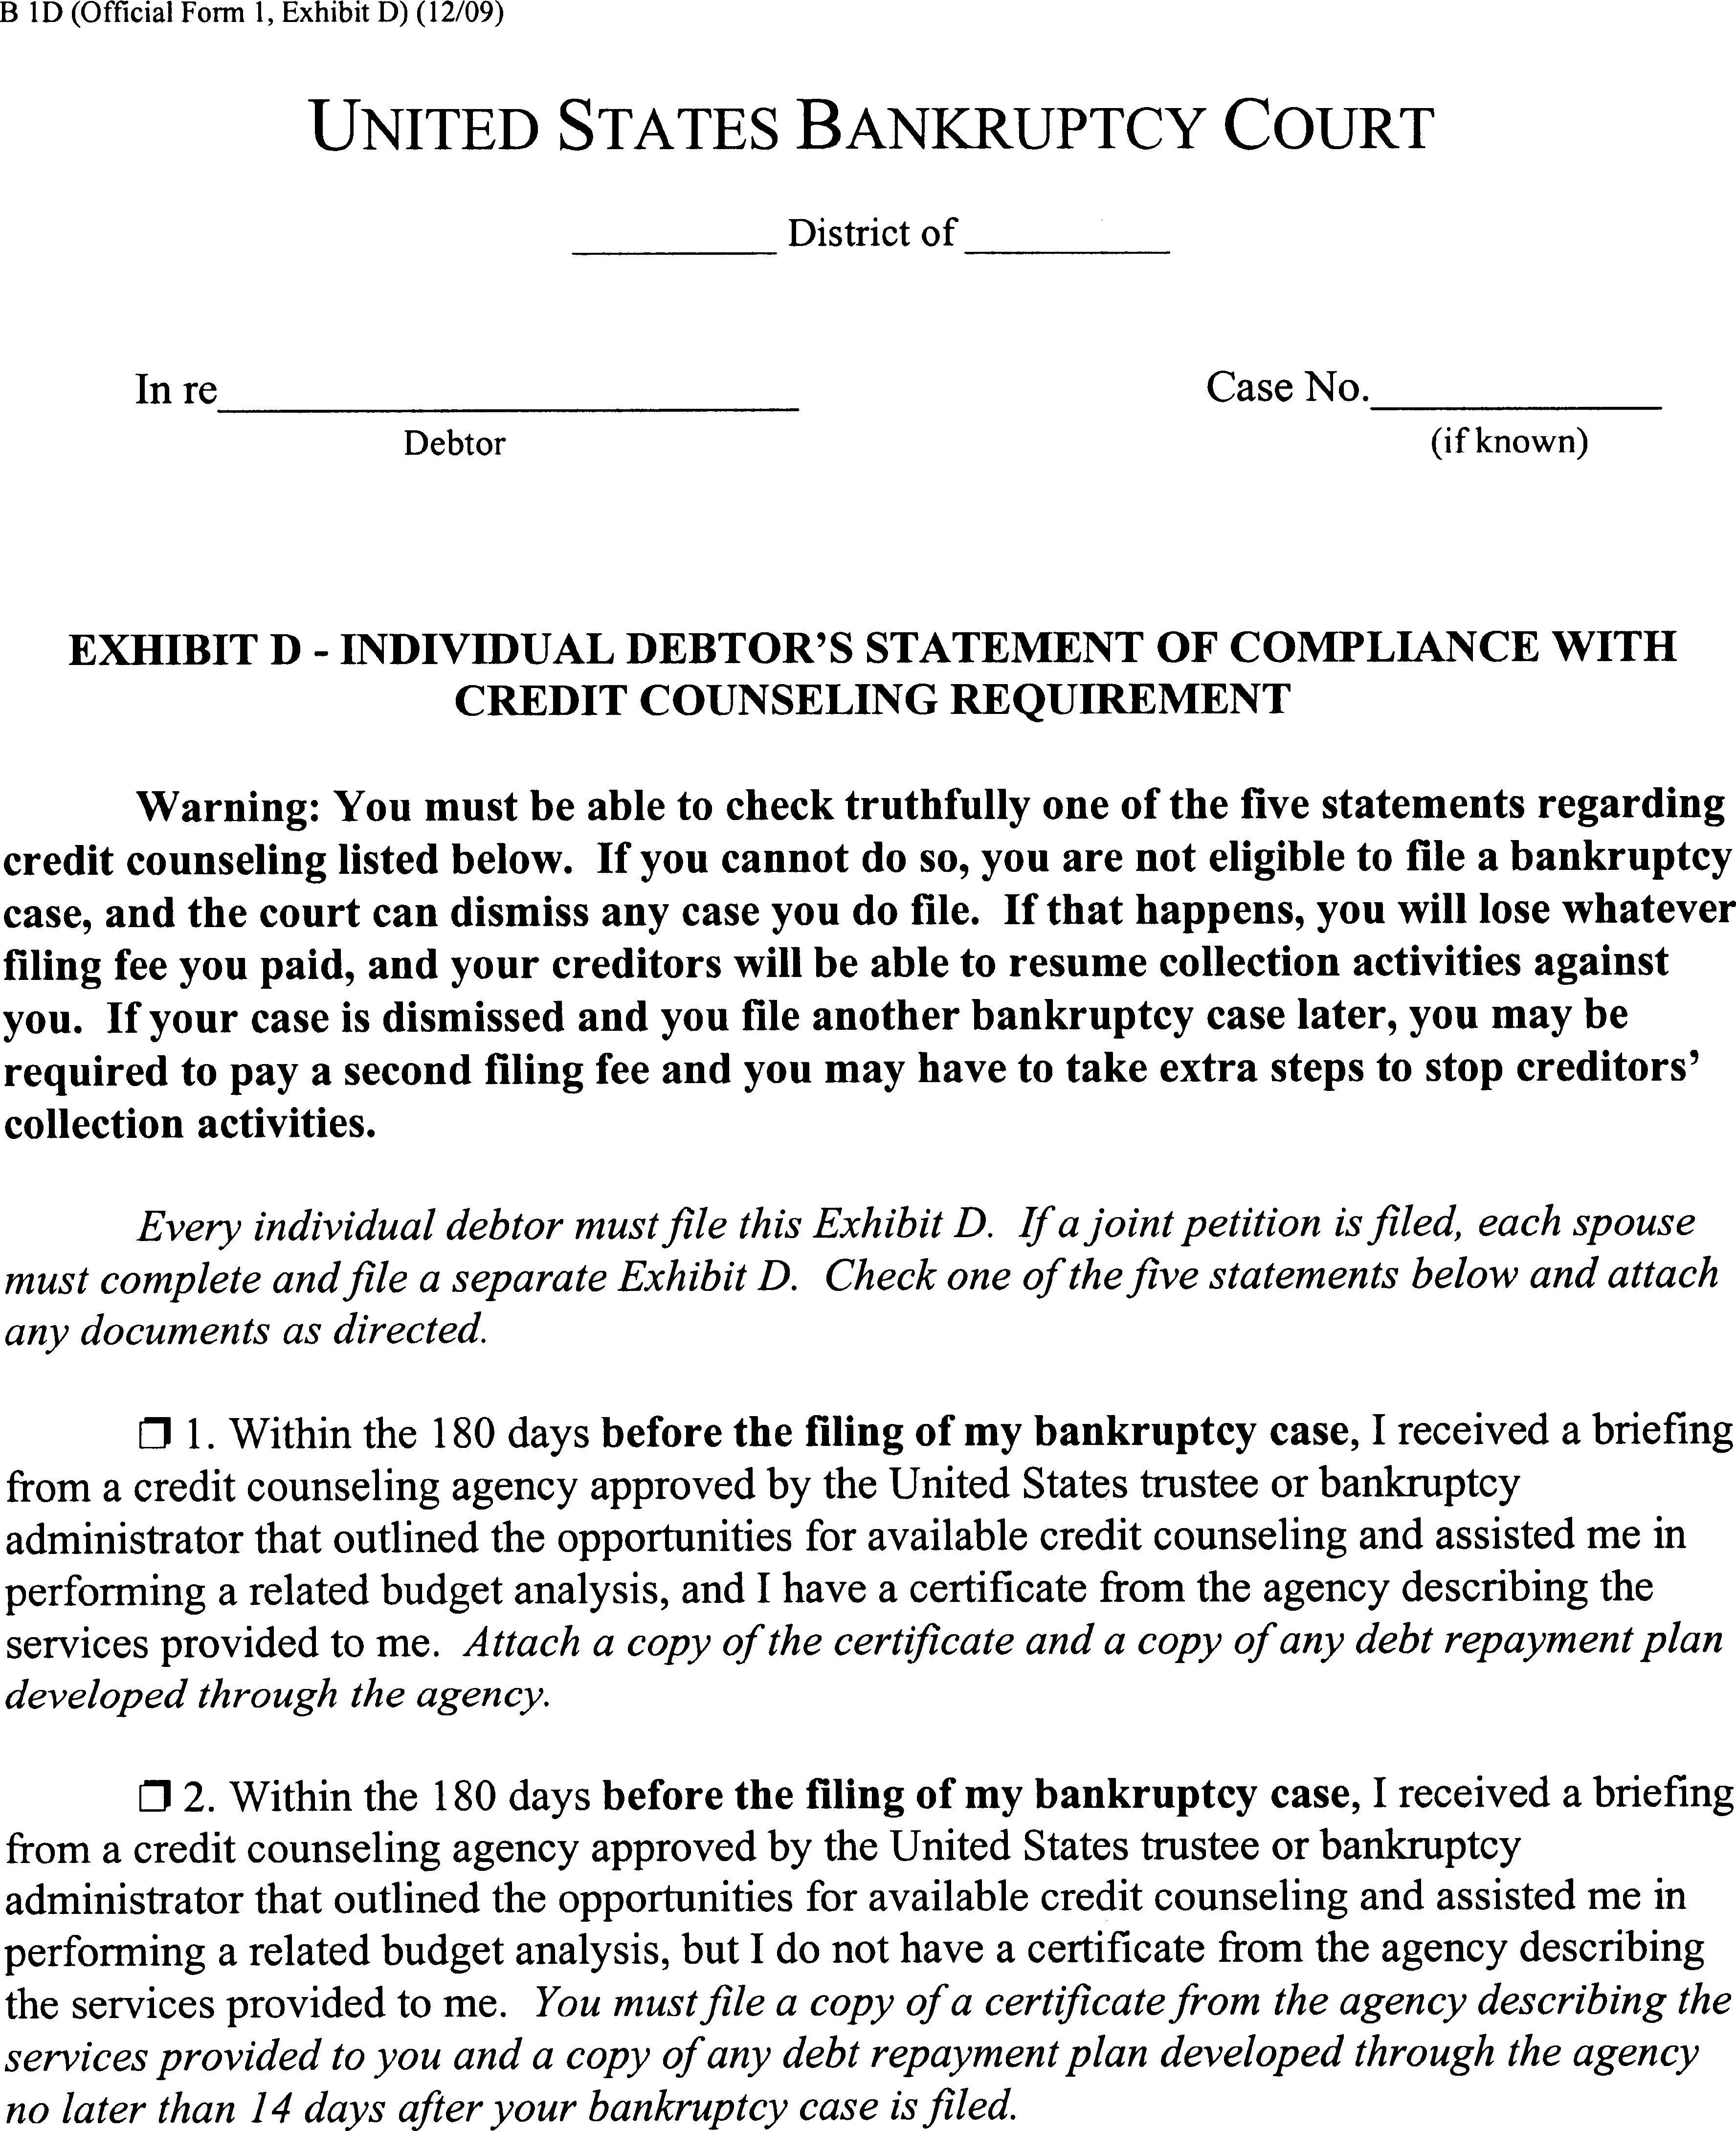 B 1D (Official Form 1, Exhibit D) (12/09)
UNITED STATES BANKRUPTCY COURT
__________ District of __________
In re______________________________ Case No.______________
Debtor (if known)
EXHIBIT D - INDIVIDUAL DEBTOR’S STATEMENT OF COMPLIANCE WITH
CREDIT COUNSELING REQUIREMENT
Warning: You must be able to check truthfully one of the five statements regarding
credit counseling listed below. If you cannot do so, you are not eligible to file a bankruptcy
case, and the court can dismiss any case you do file. If that happens, you will lose whatever
filing fee you paid, and your creditors will be able to resume collection activities against
you. If your case is dismissed and you file another bankruptcy case later, you may be
required to pay a second filing fee and you may have to take extra steps to stop creditors’
collection activities.
Every individual debtor must file this Exhibit D. If a joint petition is filed, each spouse
must complete and file a separate Exhibit D. Check one of the five statements below and attach
any documents as directed.
❒ 1. Within the 180 days before the filing of my bankruptcy case, I received a briefing
from a credit counseling agency approved by the United States trustee or bankruptcy
administrator that outlined the opportunities for available credit counseling and assisted me in
performing a related budget analysis, and I have a certificate from the agency describing the
services provided to me. Attach a copy of the certificate and a copy of any debt repayment plan
developed through the agency.
❒ 2. Within the 180 days before the filing of my bankruptcy case, I received a briefing
from a credit counseling agency approved by the United States trustee or bankruptcy
administrator that outlined the opportunities for available credit counseling and assisted me in
performing a related budget analysis, but I do not have a certificate from the agency describing
the services provided to me. You must file a copy of a certificate from the agency describing the
services provided to you and a copy of any debt repayment plan developed through the agency
no later than 14 days after your bankruptcy case is filed.